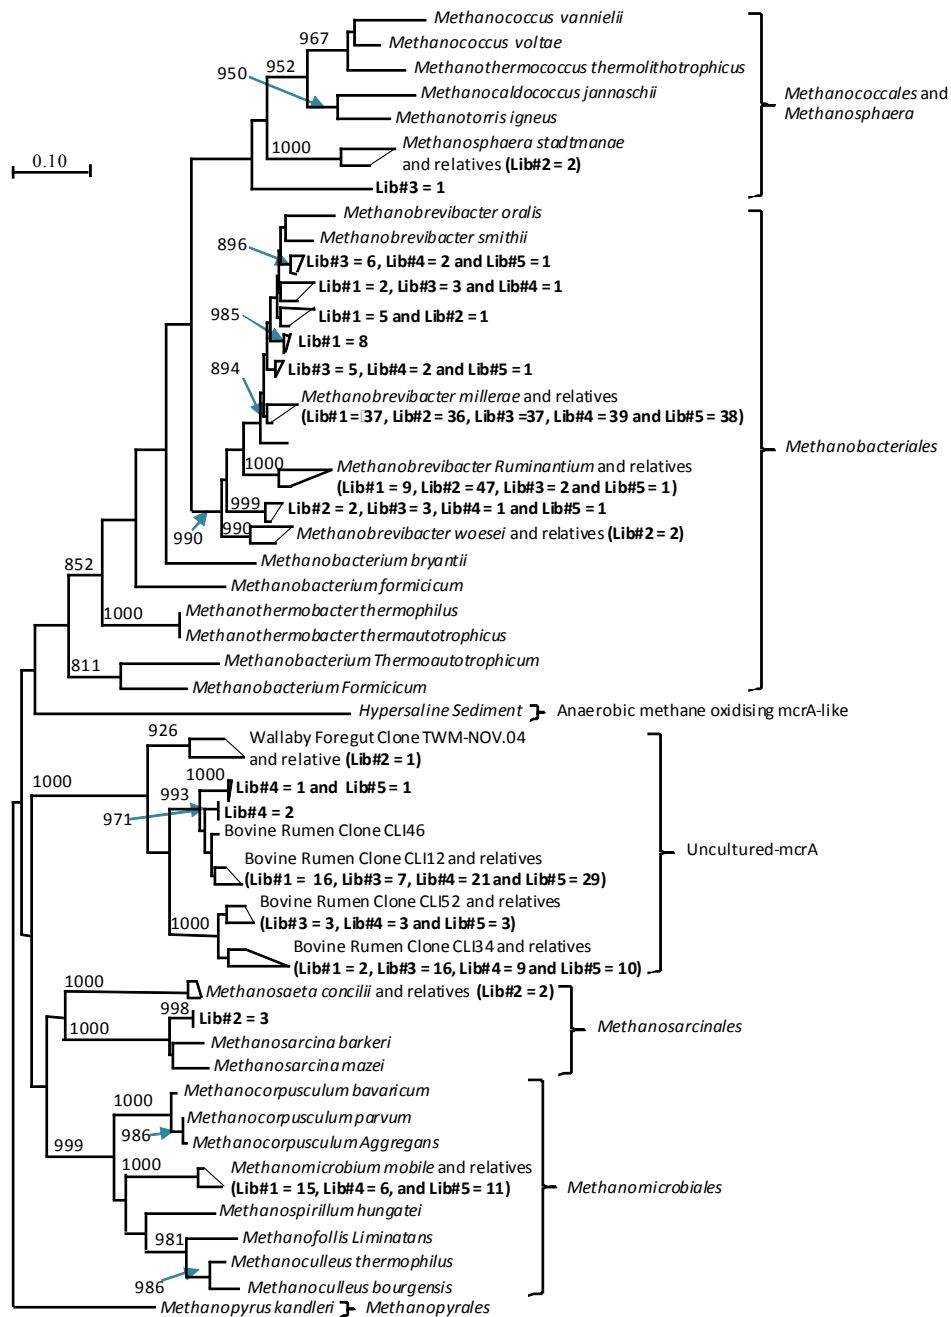 Methanococcus vannielii
967
Methanococcus voltae
952
Methanothermococcus thermolithotrophicus
950
Methanocaldococcus jannaschii
Methanococcales and
Methanosphaera
Methanotorris igneus
Methanosphaera stadtmanae
1000
and relatives (Lib#2 = 2)
0.10
Lib#3 = 1
Methanobrevibacter oralis
Methanobrevibacter smithii
896
Lib#3 = 6, Lib#4 = 2 and Lib#5 = 1
Lib#1 = 2, Lib#3 = 3 and Lib#4 = 1
985
Lib#1 = 5 and Lib#2 = 1
Lib#1 = 8
894
Lib#3 = 5, Lib#4 = 2 and Lib#5 = 1
Methanobrevibacter millerae and relatives
(Lib#1 = 37, Lib#2 = 36, Lib#3 =37, Lib#4 = 39 and Lib#5 = 38)
Methanobacteriales
1000
Methanobrevibacter Ruminantium and relatives
(Lib#1 = 9, Lib#2 = 47, Lib#3 = 2 and Lib#5 = 1)
999
Lib#2 = 2, Lib#3 = 3, Lib#4 = 1 and Lib#5 = 1
990
990
Methanobrevibacter woesei and relatives (Lib#2 = 2)
Methanobacterium bryantii
852
Methanobacterium formicicum
1000
Methanothermobacter thermophilus
Methanothermobacter thermautotrophicus
811
Methanobacterium Thermoautotrophicum
Methanobacterium Formicicum
Hypersaline Sediment
Anaerobic methane oxidising mcrA-like
926
Wallaby Foregut Clone TWM-NOV.04
and relative (Lib#2 = 1)
1000
1000
Lib#4 = 1 and Lib#5 = 1
993
971
Lib#4 = 2
Bovine Rumen Clone CLI46
Uncultured-mcrA
Bovine Rumen Clone CLI12 and relatives
(Lib#1 = 16, Lib#3 = 7, Lib#4 = 21 and Lib#5 = 29)
Bovine Rumen Clone CLI52 and relatives
1000
(Lib#3 = 3, Lib#4 = 3 and Lib#5 = 3)
Bovine Rumen Clone CLI34 and relatives
(Lib#1 = 2, Lib#3 = 16, Lib#4 = 9 and Lib#5 = 10)
1000
Methanosaeta concilii and relatives (Lib#2 = 2)
998
Lib#2 = 3
1000
Methanosarcinales
Methanosarcina barkeri
Methanosarcina mazei
Methanocorpusculum bavaricum
1000
Methanocorpusculum parvum
986
Methanocorpusculum Aggregans
999
1000
Methanomicrobium mobile and relatives
(Lib#1 = 15, Lib#4 = 6, and Lib#5 = 11)
Methanomicrobiales
Methanospirillum hungatei
981
Methanofollis Liminatans
Methanoculleus thermophilus
986
Methanoculleus bourgensis
Methanopyrus kandleri
Methanopyrales